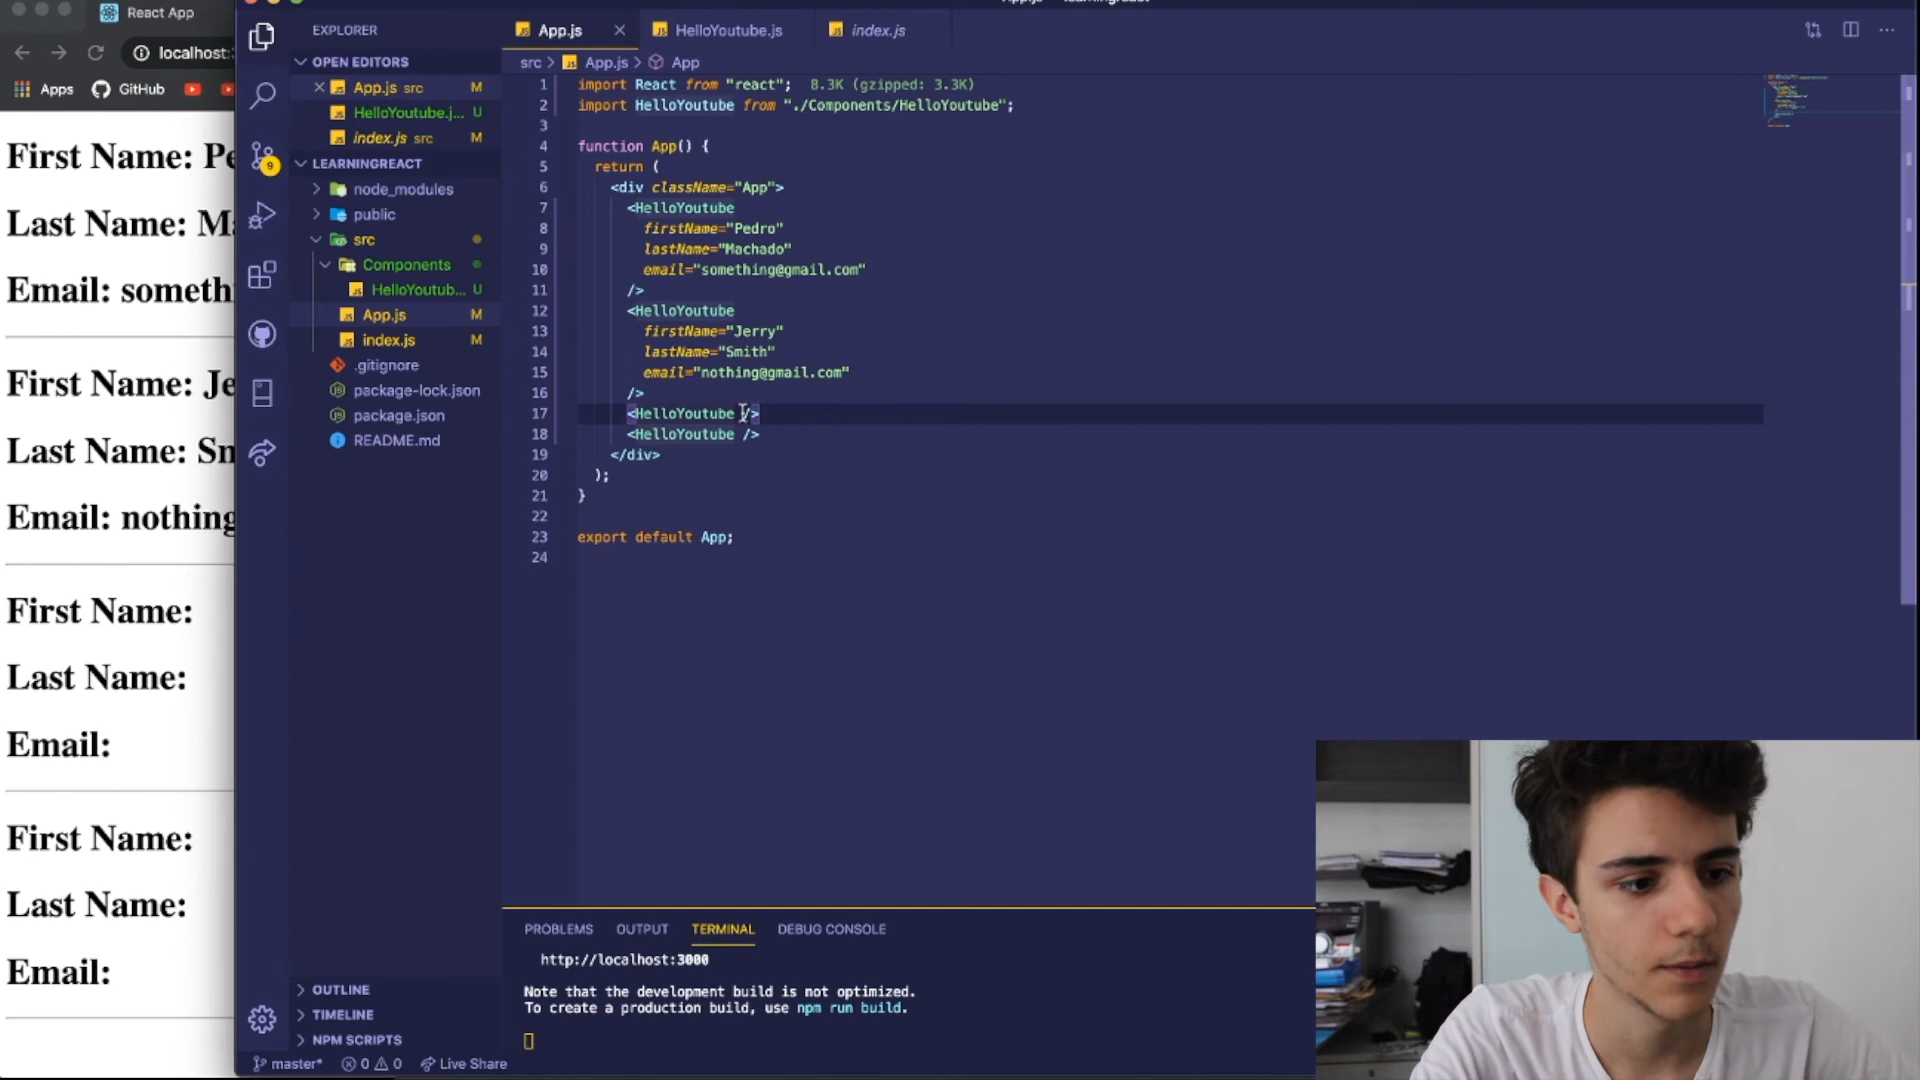 React App
localhost:
Apps GitHub
First Name: Pe
Last Name: Ma
Email: someth
First Name: Je
Last Name: Sm
Email: nothing
First Name:
Last Name:
Email:
First Name:
Last Name:
Email:
EXPLORER
OPEN EDITORS
App.js src M
HelloYoutube.j... U
index.js src M
9
LEARNINGREACT
node_modules
public
src
Components
HelloYoutub... U
App.js M
index.js M
.gitignore
package-lock.json
package.json
README.md
OUTLINE
TIMELINE
NPM SCRIPTS
master* 0 0 Live Share
App.js HelloYoutube.js index.js
src > App.js > App
1 import React from "react"; 8.3K (gzipped: 3.3K)
2 import HelloYoutube from "./Components/HelloYoutube";
3
4 function App() {
5 return (
6 <div className="App">
7 <HelloYoutube
8 firstName="Pedro"
9 lastName="Machado"
10 email="something@gmail.com"
11 />
12 <HelloYoutube
13 firstName="Jerry"
14 lastName="Smith"
15 email="nothing@gmail.com"
16 />
17 <HelloYoutube />
18 <HelloYoutube />
19 </div>
20 );
21 }
22
23 export default App;
24
PROBLEMS OUTPUT TERMINAL DEBUG CONSOLE
http://localhost:3000
Note that the development build is not optimized.
To create a production build, use npm run build.